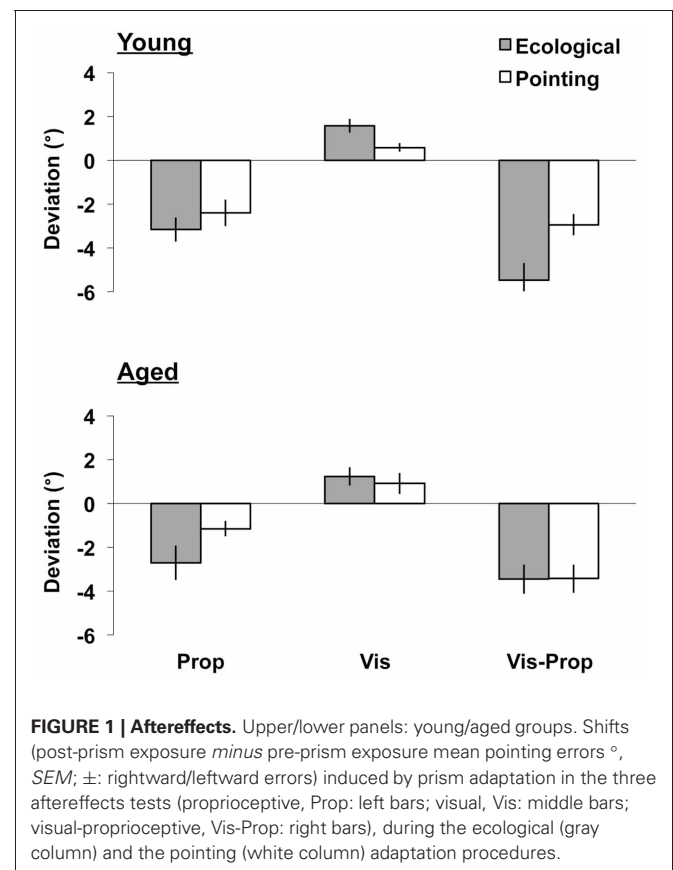 Young
Ecological
Pointing
4
2
0
-2
-4
-6
Deviation (°)
Aged
4
2
0
-2
-4
-6
Deviation (°)
Prop Vis Vis-Prop
FIGURE 1 | Aftereffects. Upper/lower panels: young/aged groups. Shifts
(post-prism exposure minus pre-prism exposure mean pointing errors °,
SEM; ±: rightward/leftward errors) induced by prism adaptation in the three
aftereffects tests (proprioceptive, Prop: left bars; visual, Vis: middle bars;
visual-proprioceptive, Vis-Prop: right bars), during the ecological (gray
column) and the pointing (white column) adaptation procedures.